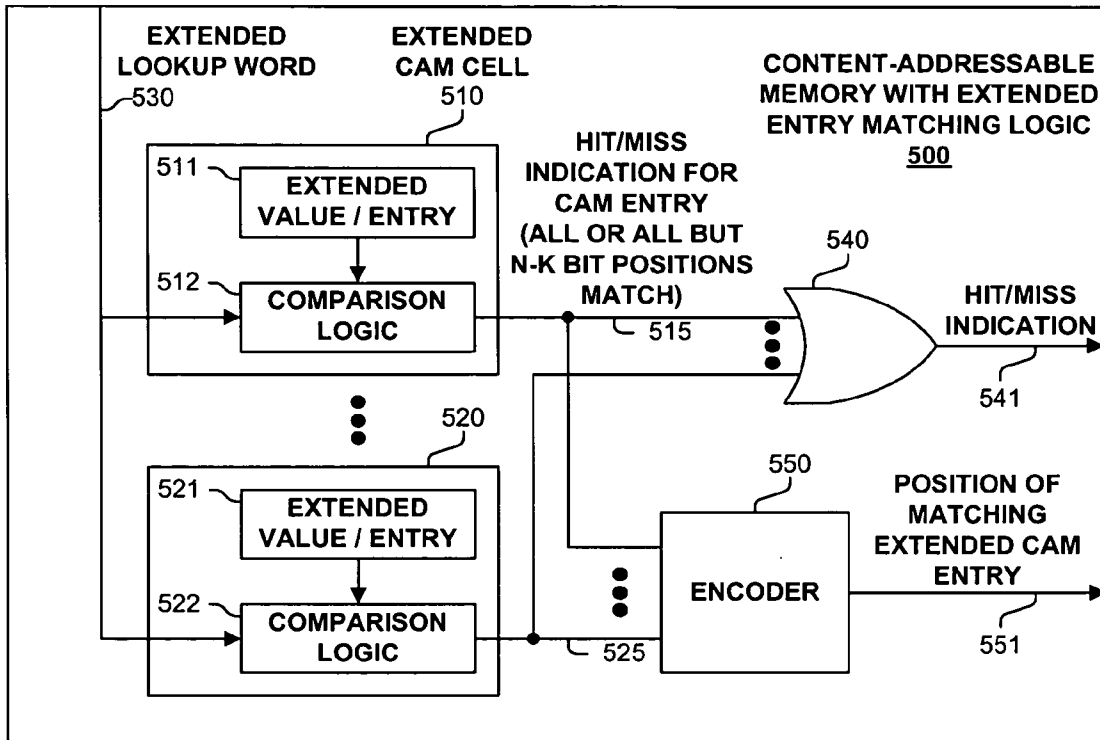 EXTENDED
LOOKUP WORD
530
EXTENDED
CAM CELL
510
CONTENT-ADDRESSABLE
MEMORY WITH EXTENDED
ENTRY MATCHING LOGIC
500
511
EXTENDED
VALUE / ENTRY
512
COMPARISON
LOGIC
HIT/MISS
INDICATION FOR
CAM ENTRY
(ALL OR ALL BUT
N-K BIT POSITIONS
MATCH)
515
540
HIT/MISS
INDICATION
541
520
521
EXTENDED
VALUE / ENTRY
522
COMPARISON
LOGIC
525
550
ENCODER
POSITION OF
MATCHING
EXTENDED CAM
ENTRY
551